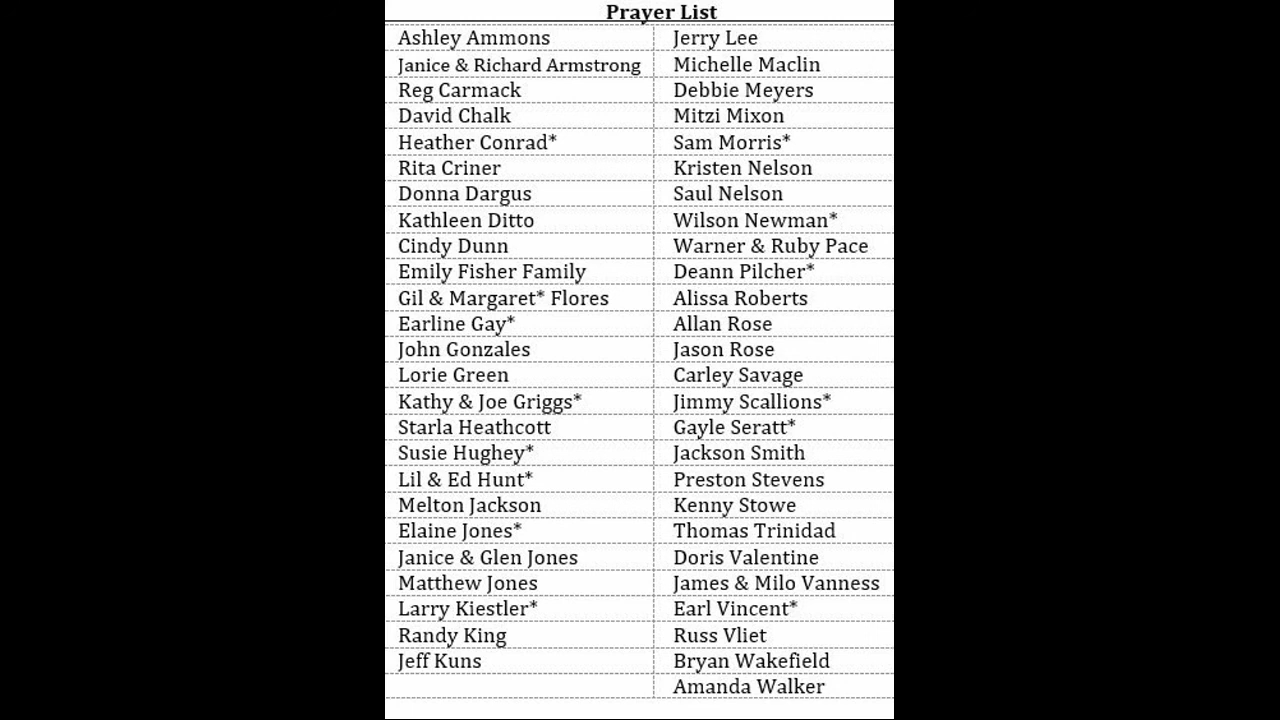 Prayer List
Ashley Ammons
Janice & Richard Armstrong
Reg Carmack
David Chalk
Heather Conrad*
Rita Criner
Donna Dargus
Kathleen Ditto
Cindy Dunn
Emily Fisher Family
Gil & Margaret* Flores
Earline Gay*
John Gonzales
Lorie Green
Kathy & Joe Griggs*
Starla Heathcott
Susie Hughey*
Lil & Ed Hunt*
Melton Jackson
Elaine Jones*
Janice & Glen Jones
Matthew Jones
Larry Kiestler*
Randy King
Jeff Kuns
Jerry Lee
Michelle Maclin
Debbie Meyers
Mitzi Mixon
Sam Morris*
Kristen Nelson
Saul Nelson
Wilson Newman*
Warner & Ruby Pace
Deann Pilcher*
Alissa Roberts
Allan Rose
Jason Rose
Carley Savage
Jimmy Scallions*
Gayle Seratt*
Jackson Smith
Preston Stevens
Kenny Stowe
Thomas Trinidad
Doris Valentine
James & Milo Vanness
Earl Vincent*
Russ Vliet
Bryan Wakefield
Amanda Walker